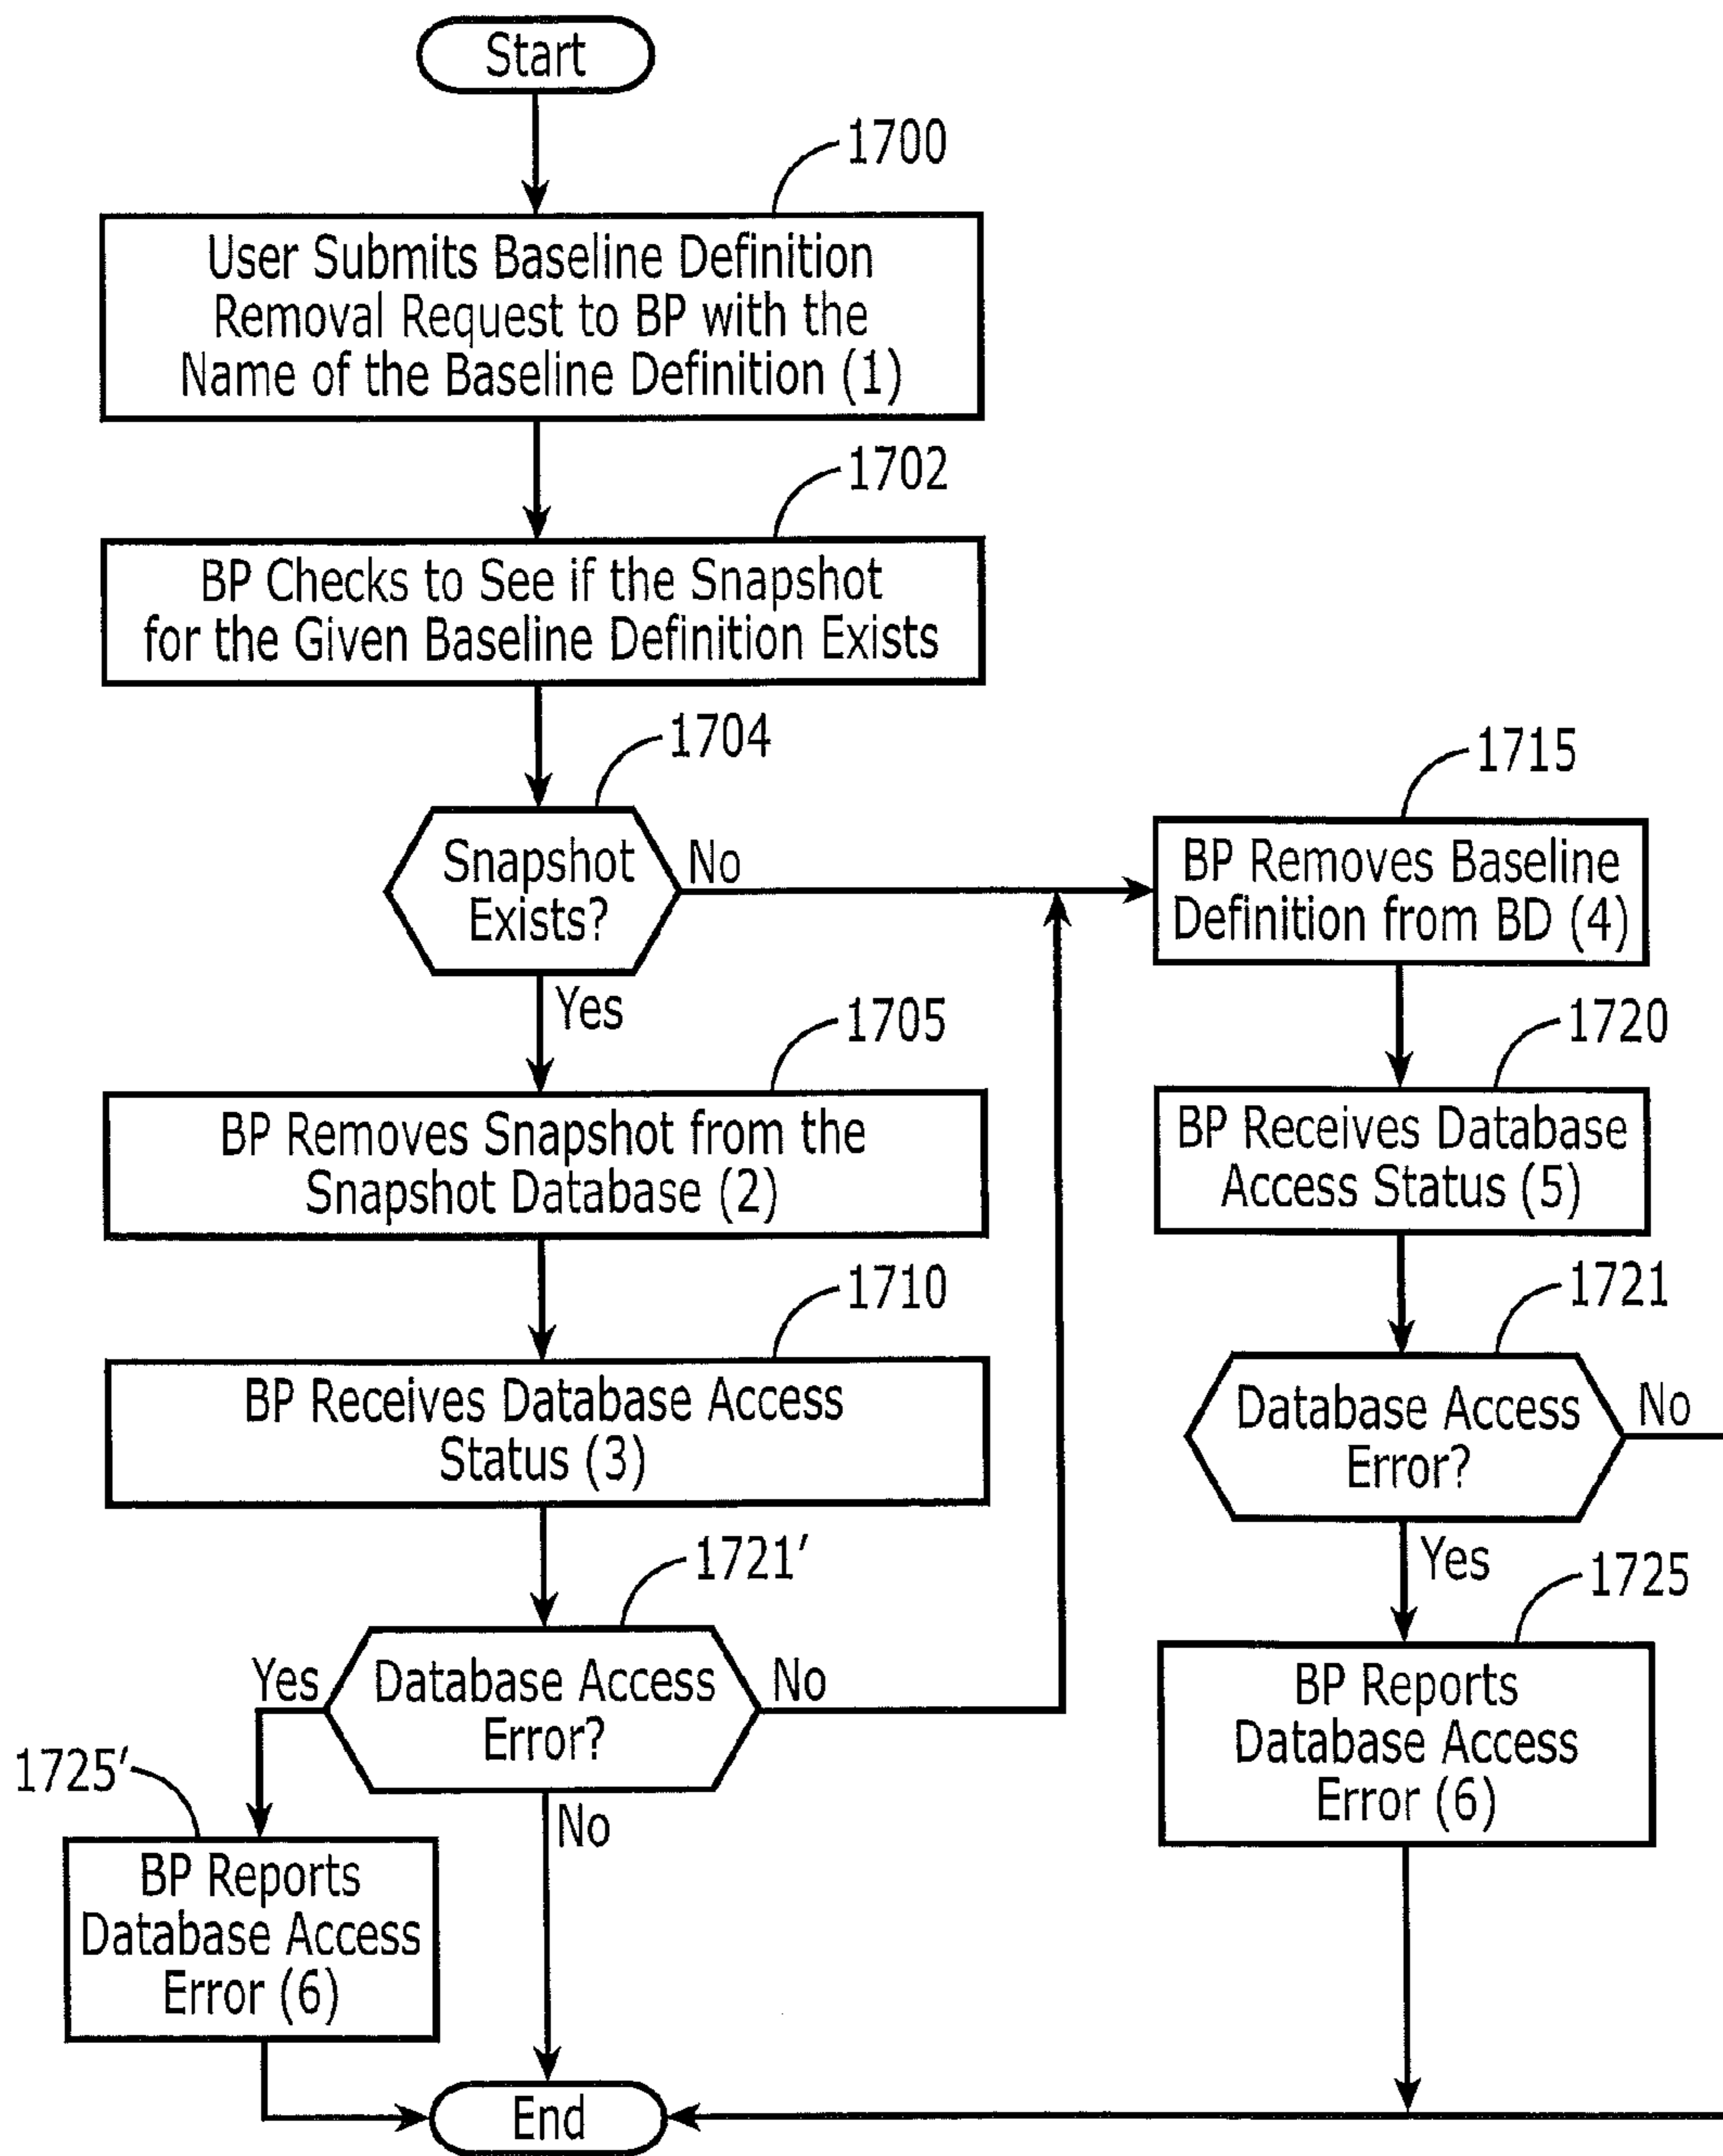 Start
1700
User Submits Baseline Definition
Removal Request to BP with the
Name of the Baseline Definition (1)
1702
BP Checks to See if the Snapshot
for the Given Baseline Definition Exists
1704
Snapshot
Exists?
No
Yes
1705
BP Removes Snapshot from the
Snapshot Database (2)
1710
BP Receives Database Access
Status (3)
1721'
Database Access
Error?
Yes
No
No
1725'
BP Reports
Database Access
Error (6)
1715
BP Removes Baseline
Definition from BD (4)
1720
BP Receives Database
Access Status (5)
1721
Database Access
Error?
No
Yes
1725
BP Reports
Database Access
Error (6)
End